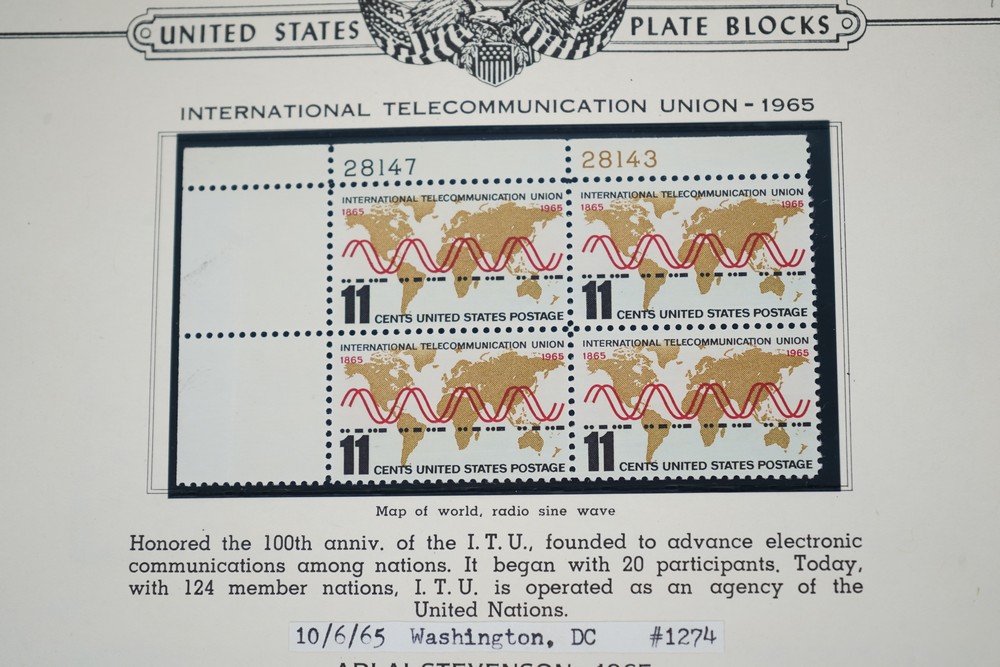 UNITED STATES PLATE BLOCKS
INTERNATIONAL TELECOMMUNICATION UNION - 1965
28147
28143
INTERNATIONAL TELECOMMUNICATION UNION
1865 1965
11 CENTS UNITED STATES POSTAGE
INTERNATIONAL TELECOMMUNICATION UNION
1865 1965
11 CENTS UNITED STATES POSTAGE
INTERNATIONAL TELECOMMUNICATION UNION
1865 1965
11 CENTS UNITED STATES POSTAGE
INTERNATIONAL TELECOMMUNICATION UNION
1865 1965
11 CENTS UNITED STATES POSTAGE
Map of world, radio sine wave
Honored the 100th anniv. of the I. T. U., founded to advance electronic
communications among nations. It began with 20 participants. Today,
with 124 member nations, I. T. U. is operated as an agency of the
United Nations.
10/6/65 Washington, DC #1274
ADLAI STEVENSON - 1965